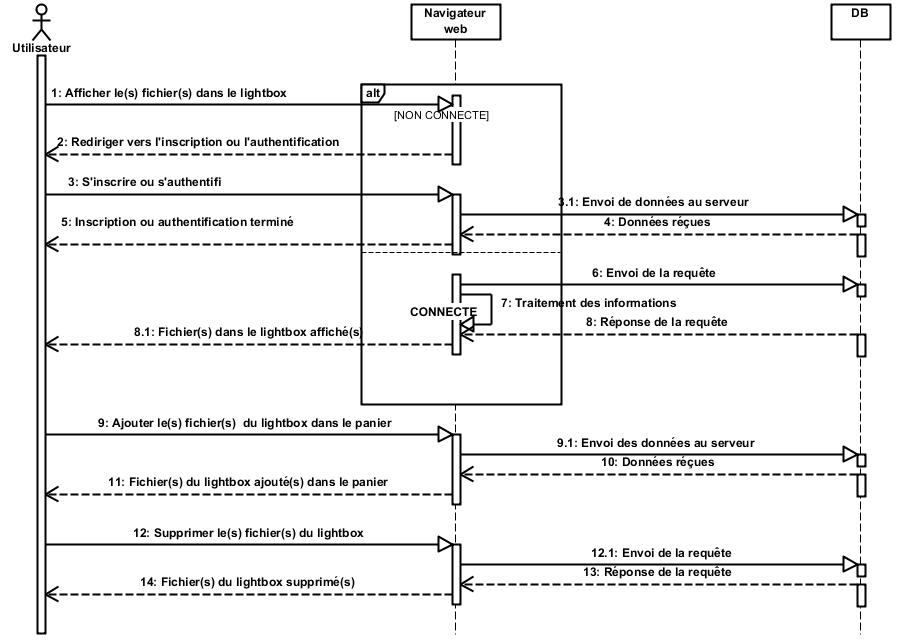 Navigateur
web
DB
Utilisateur
alt
1: Afficher le(s) fichier(s) dans le lightbox
[NON CONNECTE]
2: Rediriger vers l'inscription ou l'authentification
3: S'inscrire ou s'authentifi
3.1: Envoi de données au serveur
4: Données réçues
5: Inscription ou authentification terminé
6: Envoi de la requête
7: Traitement des informations
CONNECTE
8: Réponse de la requête
8.1: Fichier(s) dans le lightbox affiché(s)
9: Ajouter le(s) fichier(s)  du lightbox dans le panier
9.1: Envoi des données au serveur
10: Données réçues
11: Fichier(s) du lightbox ajouté(s) dans le panier
12: Supprimer le(s) fichier(s) du lightbox
12.1: Envoi de la requête
13: Réponse de la requête
14: Fichier(s) du lightbox supprimé(s)